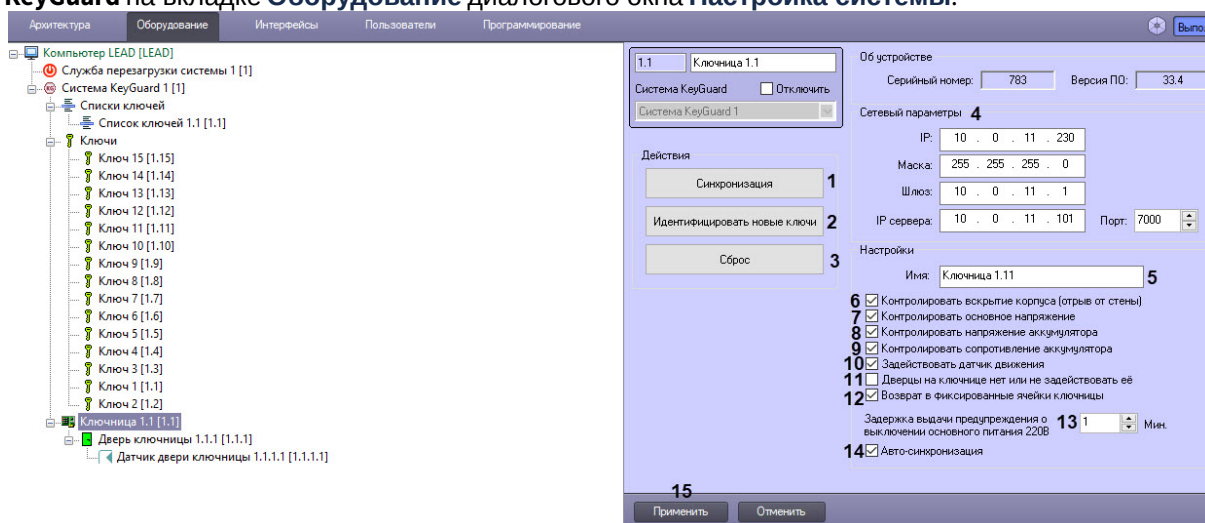 KeyGuard на вкладке Оборудование диалогового окна Настройка системы.
Архитектура Оборудование Интерфейсы Пользователи Программирование
Компьютер LEAD [LEAD]
Служба перезагрузки системы 1 [1]
Система KeyGuard 1 [1]
Списки ключей
Список ключей 1.1 [1.1]
Ключи
Ключ 15 [1.15]
Ключ 14 [1.14]
Ключ 13 [1.13]
Ключ 12 [1.12]
Ключ 11 [1.11]
Ключ 10 [1.10]
Ключ 9 [1.9]
Ключ 8 [1.8]
Ключ 7 [1.7]
Ключ 6 [1.6]
Ключ 5 [1.5]
Ключ 4 [1.4]
Ключ 3 [1.3]
Ключ 1 [1.1]
Ключ 2 [1.2]
Ключница 1.1 [1.1]
Дверь ключницы 1.1.1 [1.1.1]
Датчик двери ключницы 1.1.1.1 [1.1.1.1]
1.1 Ключница 1.1
Система KeyGuard Отключить
Система KeyGuard 1
Действия
Синхронизация 1
Идентифицировать новые ключи 2
Сброс 3
Об устройстве
Серийный номер: 783 Версия ПО: 33.4
Сетевый параметры 4
IP: 10 . 0 . 11 . 230
Маска: 255 . 255 . 255 . 0
Шлюз: 10 . 0 . 11 . 1
IP сервера: 10 . 0 . 11 . 101 Порт: 7000
Настройки
Имя: Ключница 1.11 5
6 Контролировать вскрытие корпуса (отрыв от стены)
7 Контролировать основное напряжение
8 Контролировать напряжение аккумулятора
9 Контролировать сопротивление аккумулятора
10 Задействовать датчик движения
11 Дверцы на ключнице нет или не задействовать её
12 Возврат в фиксированные ячейки ключницы
Задержка выдачи предупреждения о
выключении основного питания 220В 13 1 Мин.
14 Авто-синхронизация
15
Применить Отменить